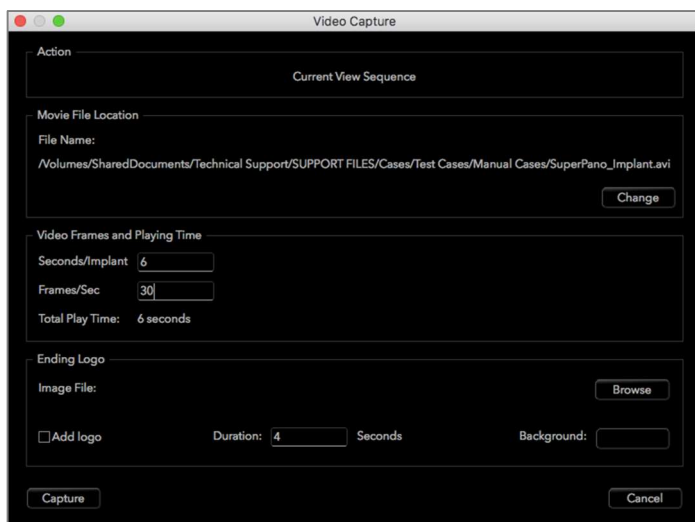 Video Capture
Action
Current View Sequence
Movie File Location
File Name:
/Volumes/SharedDocuments/Technical Support/SUPPORT FILES/Cases/Test Cases/Manual Cases/SuperPano_Implant.avi
Change
Video Frames and Playing Time
Seconds/Implant 6
Frames/Sec 30
Total Play Time: 6 seconds
Ending Logo
Image File:
Browse
Add logo Duration: 4 Seconds Background:
Capture Cancel